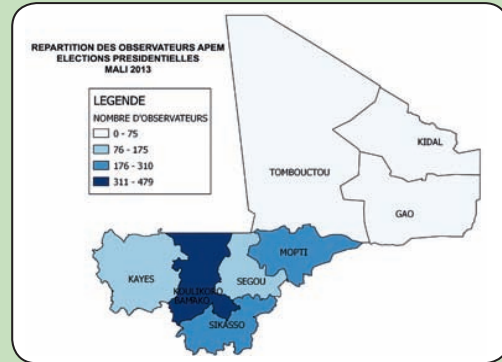 REPARTITION DES OBSERVATEURS APEM
ELECTIONS PRESIDENTIELLES
MALI 2013
LEGENDE
NOMBRE D'OBSERVATEURS
0 - 75
76 - 175
176 - 310
311 - 479
KIDAL
TOMBOUCTOU
GAO
MOPTI
KAYES
SEGOU
KOULIKORO
BAMAKO
SIKASSO